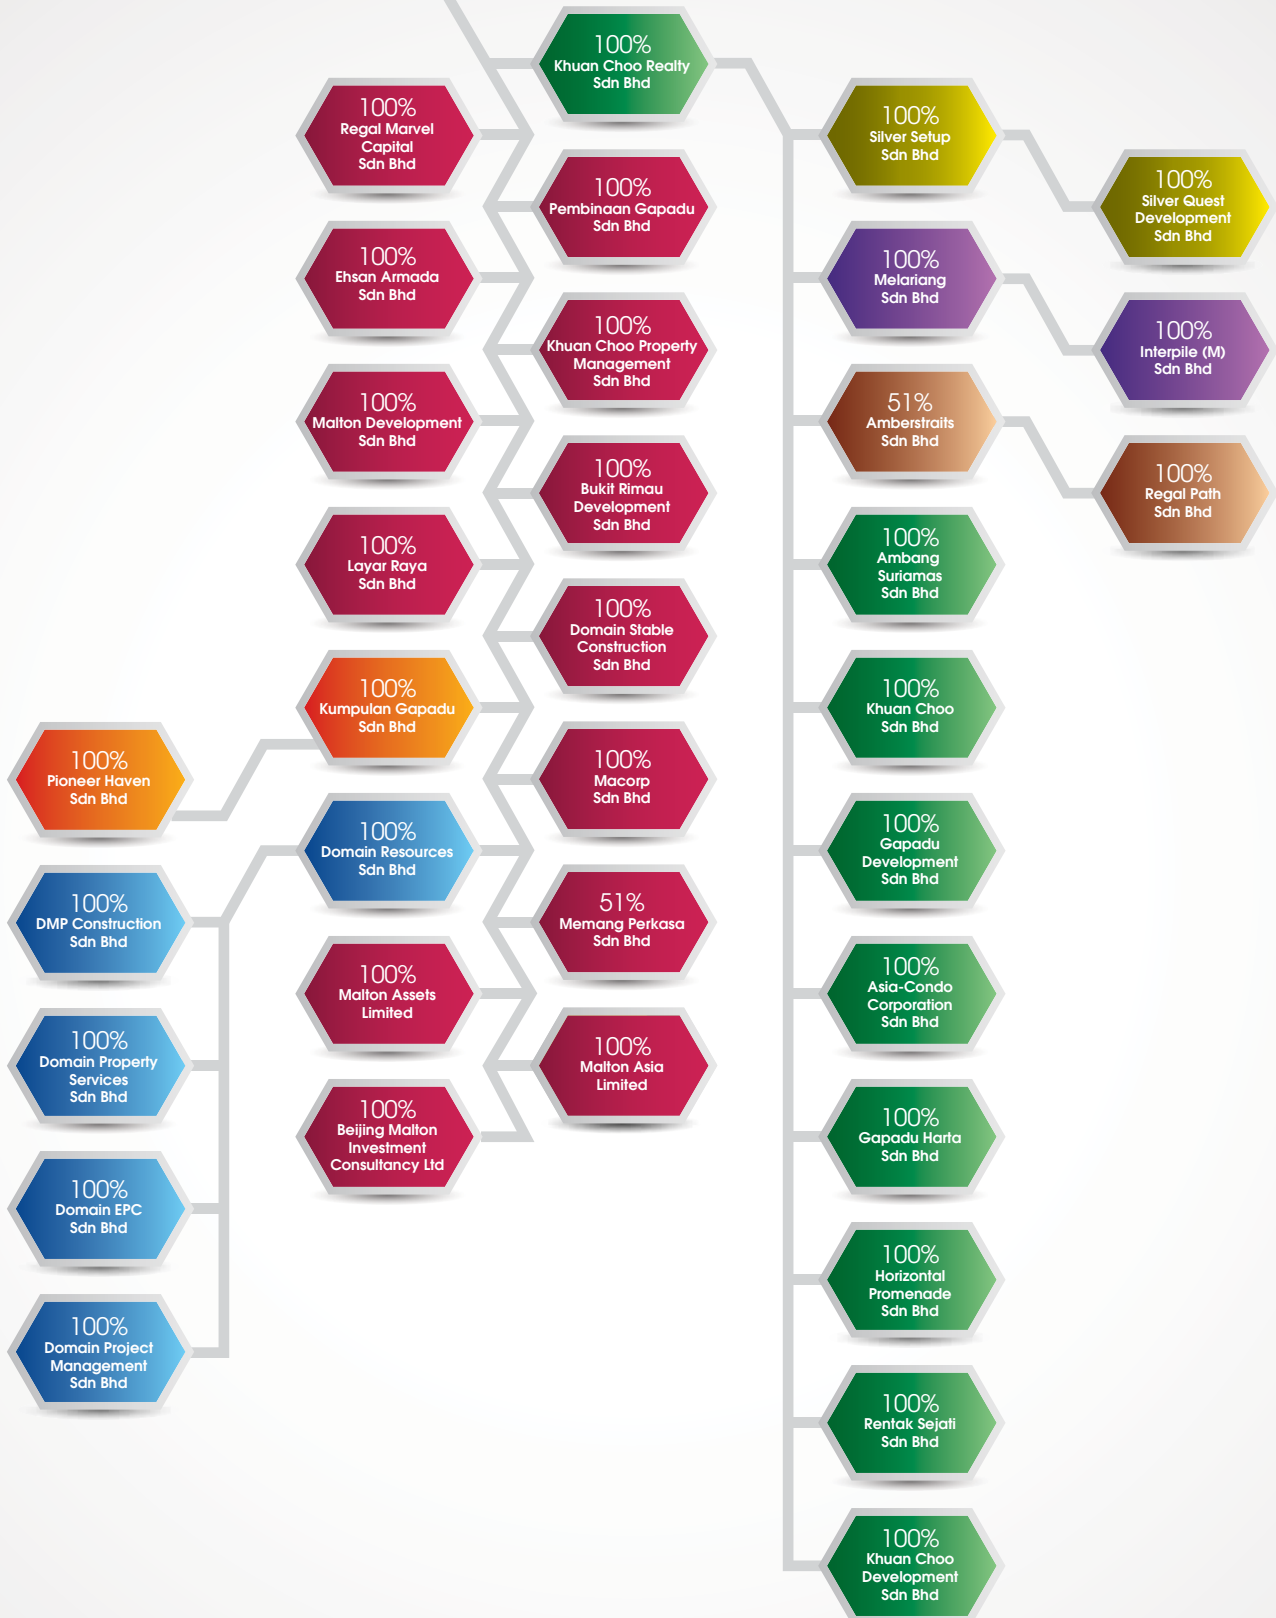 100%
Khuan Choo Realty
Sdn Bhd
100%
Regal Marvel
Capital
Sdn Bhd
100%
Pembinaan Gapadu
Sdn Bhd
100%
Ehsan Armada
Sdn Bhd
100%
Khuan Choo Property
Management
Sdn Bhd
100%
Malton Development
Sdn Bhd
100%
Bukit Rimau
Development
Sdn Bhd
100%
Layar Raya
Sdn Bhd
100%
Domain Stable
Construction
Sdn Bhd
100%
Kumpulan Gapadu
Sdn Bhd
100%
Pioneer Haven
Sdn Bhd
100%
Macorp
Sdn Bhd
100%
Domain Resources
Sdn Bhd
100%
DMP Construction
Sdn Bhd
51%
Memang Perkasa
Sdn Bhd
100%
Malton Assets
Limited
100%
Domain Property
Services
Sdn Bhd
100%
Malton Asia
Limited
100%
Beijing Malton
Investment
Consultancy Ltd
100%
Domain EPC
Sdn Bhd
100%
Domain Project
Management
Sdn Bhd
100%
Silver Setup
Sdn Bhd
100%
Silver Quest
Development
Sdn Bhd
100%
Melariang
Sdn Bhd
100%
Interpile (M)
Sdn Bhd
51%
Amberstraits
Sdn Bhd
100%
Regal Path
Sdn Bhd
100%
Ambang
Suriamas
Sdn Bhd
100%
Khuan Choo
Sdn Bhd
100%
Gapadu
Development
Sdn Bhd
100%
Asia-Condo
Corporation
Sdn Bhd
100%
Gapadu Harta
Sdn Bhd
100%
Horizontal
Promenade
Sdn Bhd
100%
Rentak Sejati
Sdn Bhd
100%
Khuan Choo
Development
Sdn Bhd